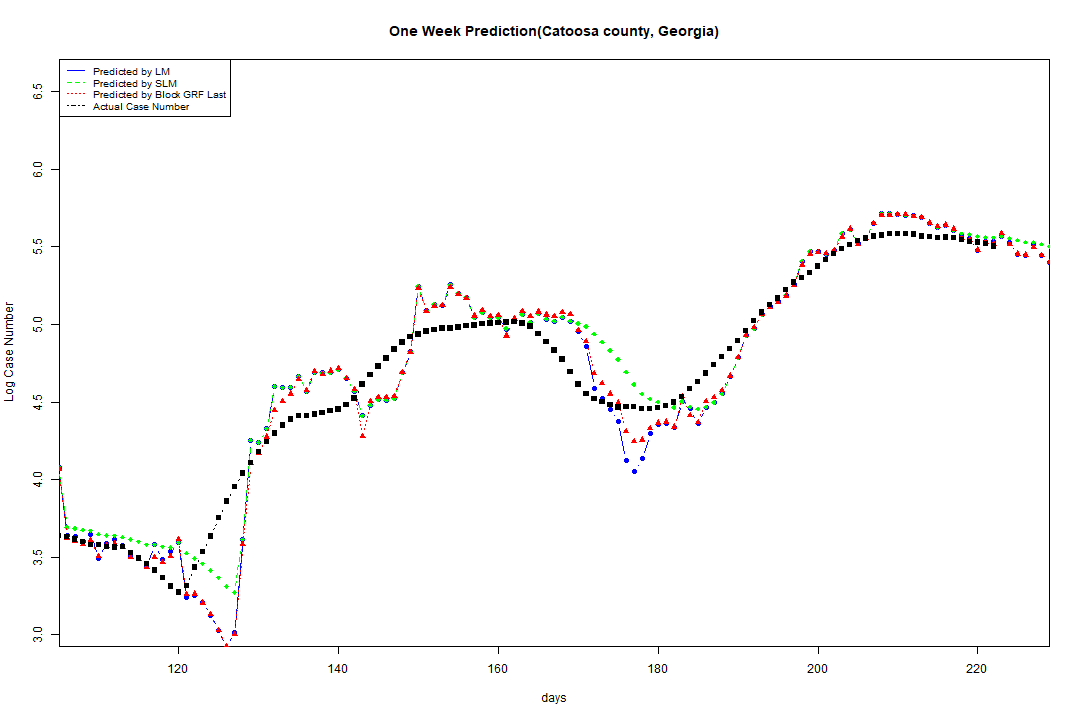 One Week Prediction(Catoosa county, Georgia)
Predicted by LM
Predicted by SLM
Predicted by Block GRF Last
Actual Case Number
6.5
6.0
5.5
5.0
4.5
4.0
3.5
3.0
Log Case Number
120 140 160 180 200 220
days